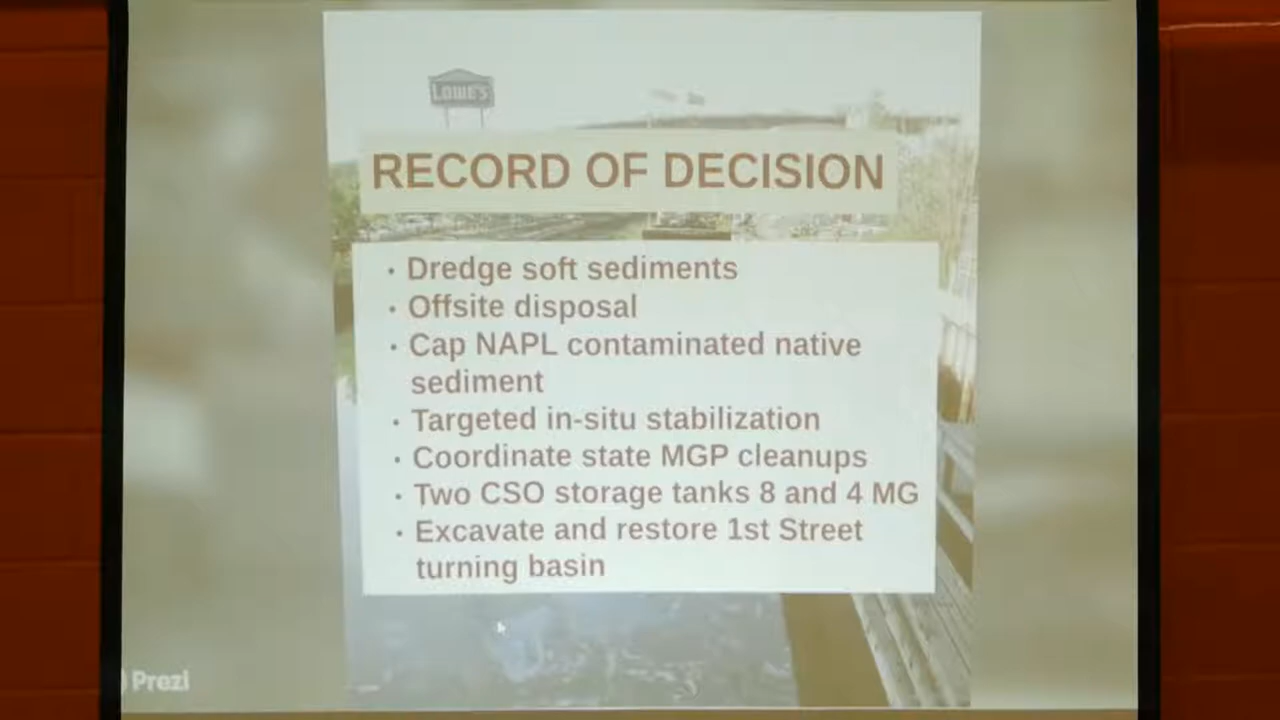 LOWE'S
RECORD OF DECISION
· Dredge soft sediments
· Offsite disposal
· Cap NAPL contaminated native
sediment
· Targeted in-situ stabilization
· Coordinate state MGP cleanups
· Two CSO storage tanks 8 and 4 MG
· Excavate and restore 1st Street
turning basin
Prezi